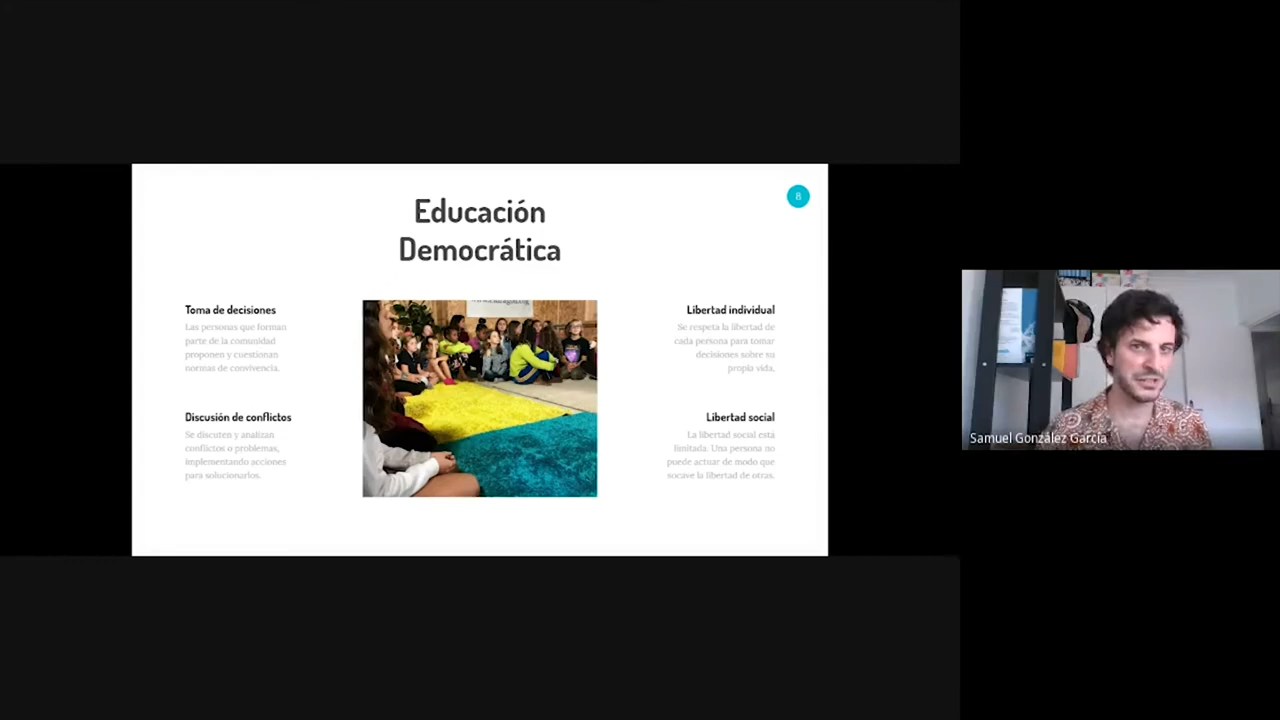 8
Educación
Democrática
Toma de decisiones
Las personas que forman
parte de la comunidad
proponen y cuestionan
normas de convivencia.
Discusión de conflictos
Se discuten y analizan
conflictos o problemas,
implementando acciones
para solucionarlos.
Libertad individual
Se respeta la libertad de
cada persona para tomar
decisiones sobre su
propia vida.
Libertad social
La libertad social está
limitada. Una persona no
puede actuar de modo que
socave la libertad de otras.
Samuel González García